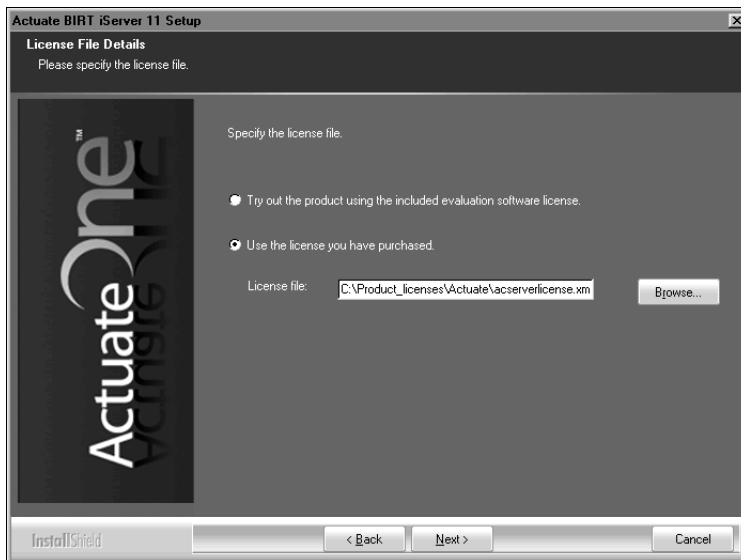 Actuate BIRT iServer 11 Setup
License File Details
Please specify the license file.
ActuateOne™
Specify the license file.
Try out the product using the included evaluation software license.
Use the license you have purchased.
License file: C:\Product_licenses\Actuate\acserverlicense.xm Browse...
InstallShield < Back Next > Cancel